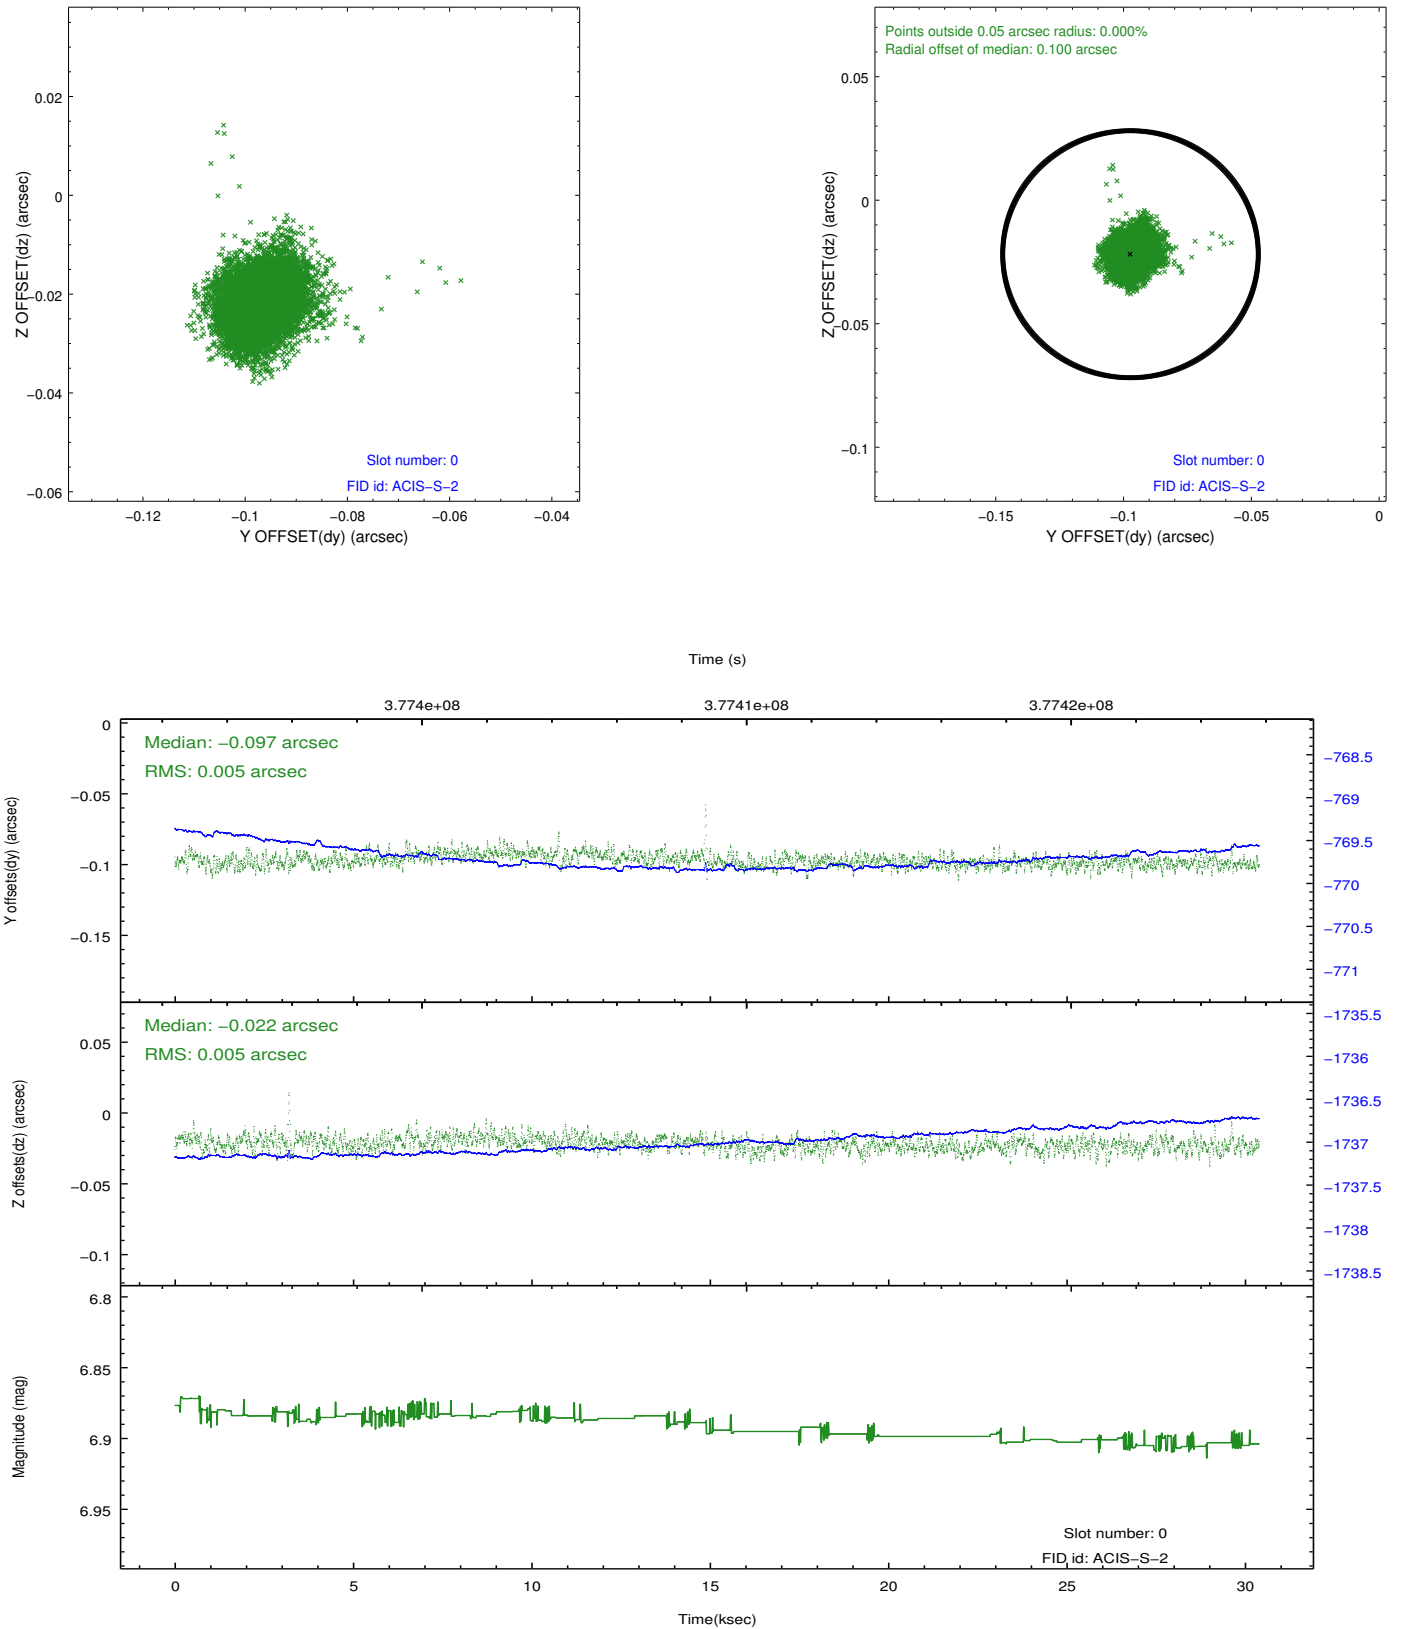 0.02
0
−0.02
−0.04
−0.06
Z OFFSET(dz) (arcsec)
Slot number: 0
FID id: ACIS−S−2
−0.12
−0.1
−0.08
−0.06
−0.04
Y OFFSET(dy) (arcsec)
Points outside 0.05 arcsec radius: 0.000%
Radial offset of median: 0.100 arcsec
0.05
0
−0.05
−0.1
Z OFFSET(dz) (arcsec)
Slot number: 0
FID id: ACIS−S−2
−0.15
−0.1
−0.05
0
Y OFFSET(dy) (arcsec)
Time (s)
3.774e+08
3.7741e+08
3.7742e+08
Median: −0.097 arcsec
RMS: 0.005 arcsec
0
−0.05
−0.1
−0.15
Y offsets(dy) (arcsec)
−768.5
−769
−769.5
−770
−770.5
−771
Median: −0.022 arcsec
RMS: 0.005 arcsec
0.05
0
−0.05
−0.1
Z offsets(dz) (arcsec)
−1735.5
−1736
−1736.5
−1737
−1737.5
−1738
−1738.5
6.8
6.85
6.9
6.95
Magnitude (mag)
Slot number: 0
FID id: ACIS−S−2
0
5
10
15
20
25
30
Time(ksec)